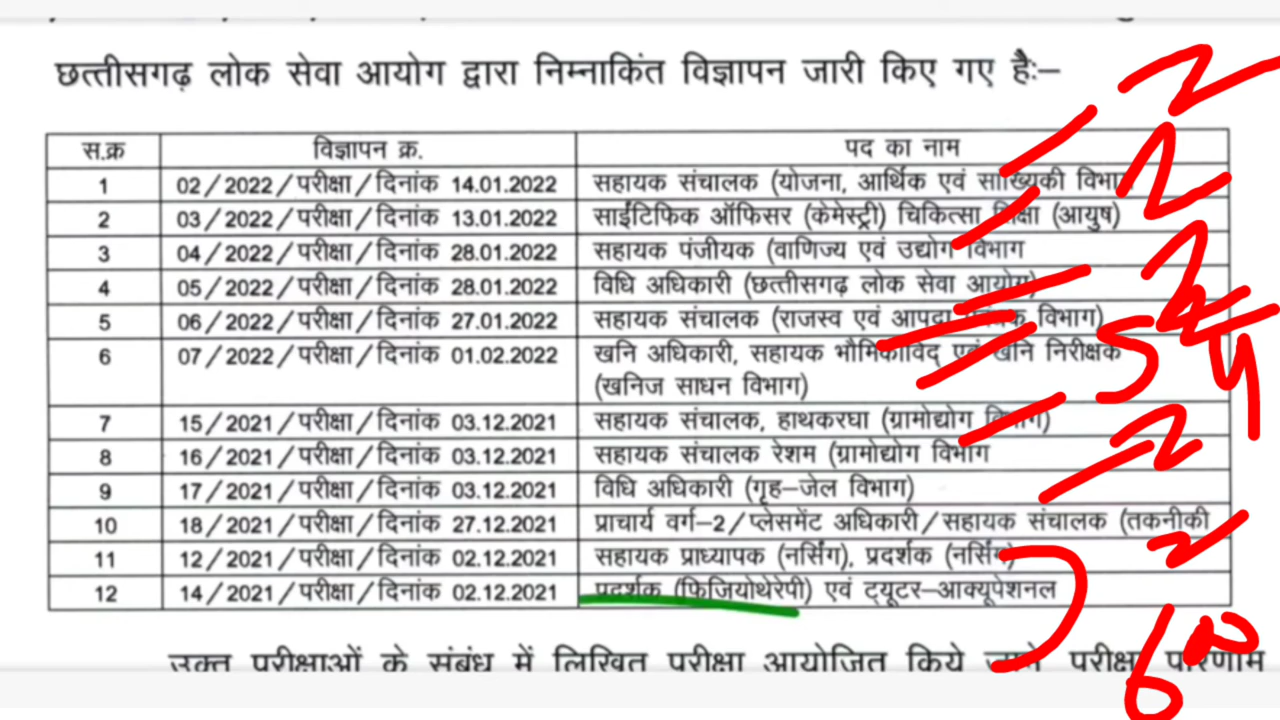 छत्तीसगढ़ लोक सेवा आयोग द्वारा निम्नाकिंत विज्ञापन जारी किए गए है:–
स.क्र विज्ञापन क्र. पद का नाम
1 02/2022/परीक्षा/दिनांक 14.01.2022 सहायक संचालक (योजना, आर्थिक एवं सांख्यिकी विभाग
2 03/2022/परीक्षा/दिनांक 13.01.2022 साईंटिफिक ऑफिसर (केमेस्ट्री) चिकित्सा शिक्षा (आयुष)
3 04/2022/परीक्षा/दिनांक 28.01.2022 सहायक पंजीयक (वाणिज्य एवं उद्योग विभाग
4 05/2022/परीक्षा/दिनांक 28.01.2022 विधि अधिकारी (छत्तीसगढ़ लोक सेवा आयोग)
5 06/2022/परीक्षा/दिनांक 27.01.2022 सहायक संचालक (राजस्व एवं आपदा विभाग)
6 07/2022/परीक्षा/दिनांक 01.02.2022 खनि अधिकारी, सहायक भौमिकीविद् एवं खनि निरीक्षक
(खनिज साधन विभाग)
7 15/2021/परीक्षा/दिनांक 03.12.2021 सहायक संचालक, हाथकरघा (ग्रामोद्योग विभाग)
8 16/2021/परीक्षा/दिनांक 03.12.2021 सहायक संचालक रेशम (ग्रामोद्योग विभाग
9 17/2021/परीक्षा/दिनांक 03.12.2021 विधि अधिकारी (गृह–जेल विभाग)
10 18/2021/परीक्षा/दिनांक 27.12.2021 प्राचार्य वर्ग–2/प्लेसमेंट अधिकारी/सहायक संचालक (तकनीकी
11 12/2021/परीक्षा/दिनांक 02.12.2021 सहायक प्राध्यापक (नर्सिंग), प्रदर्शक (नर्सिंग)
12 14/2021/परीक्षा/दिनांक 02.12.2021 प्रदर्शक (फिजियोथेरेपी) एवं ट्यूटर–आक्यूपेशनल
उक्त परीक्षाओं के संबंध में लिखित परीक्षा आयोजित किये जाने परीक्षा परिणाम